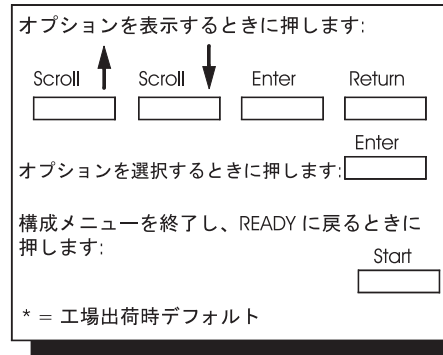 オプションを表示するときに押します:
Scroll Scroll Enter Return
Enter
オプションを選択するときに押します:
構成メニューを終了し、READY に戻るときに
押します:
Start
* = 工場出荷時デフォルト